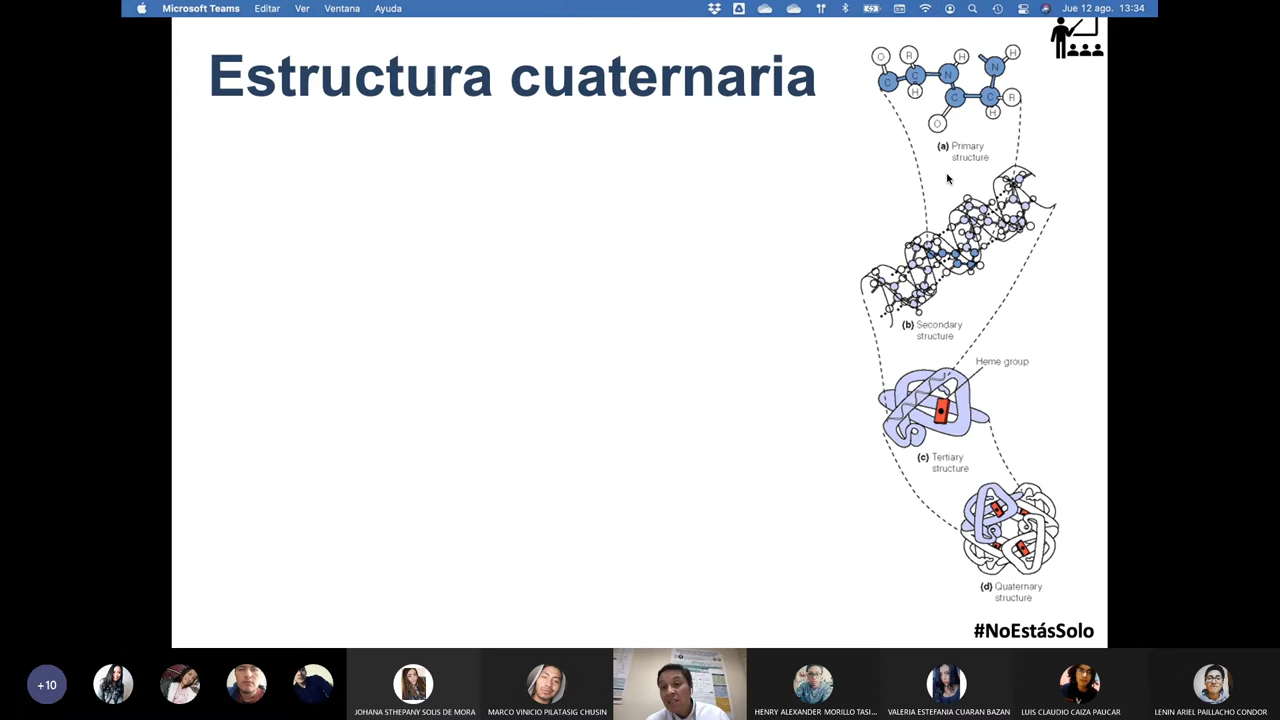 Microsoft Teams Editar Ver Ventana Ayuda Jue 12 ago. 13:34
Estructura cuaternaria
O R H N H
C C N
H C C R
O H
(a) Primary
structure
(b) Secondary
structure
Heme group
(c) Tertiary
structure
(d) Quaternary
structure
#NoEstásSolo
+10
JOHANA STHEPANY SOLIS DE MORA
MARCO VINICIO PILATASIG CHUSIN
HENRY ALEXANDER MORILLO TASI...
VALERIA ESTEFANIA CUARAN BAZAN
LUIS CLAUDIO CAIZA PAUCAR
LENIN ARIEL PAILLACHO CONDOR